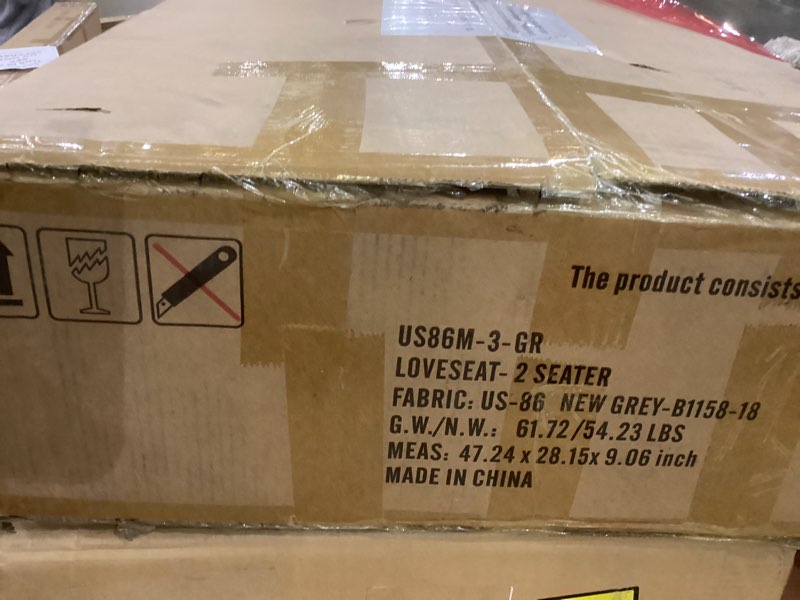 The product consists
US86M-3-GR
LOVESEAT- 2 SEATER
FABRIC: US-86 NEW GREY-B1158-18
G.W./N.W.: 61.72/54.23 LBS
MEAS: 47.24 x 28.15x 9.06 inch
MADE IN CHINA